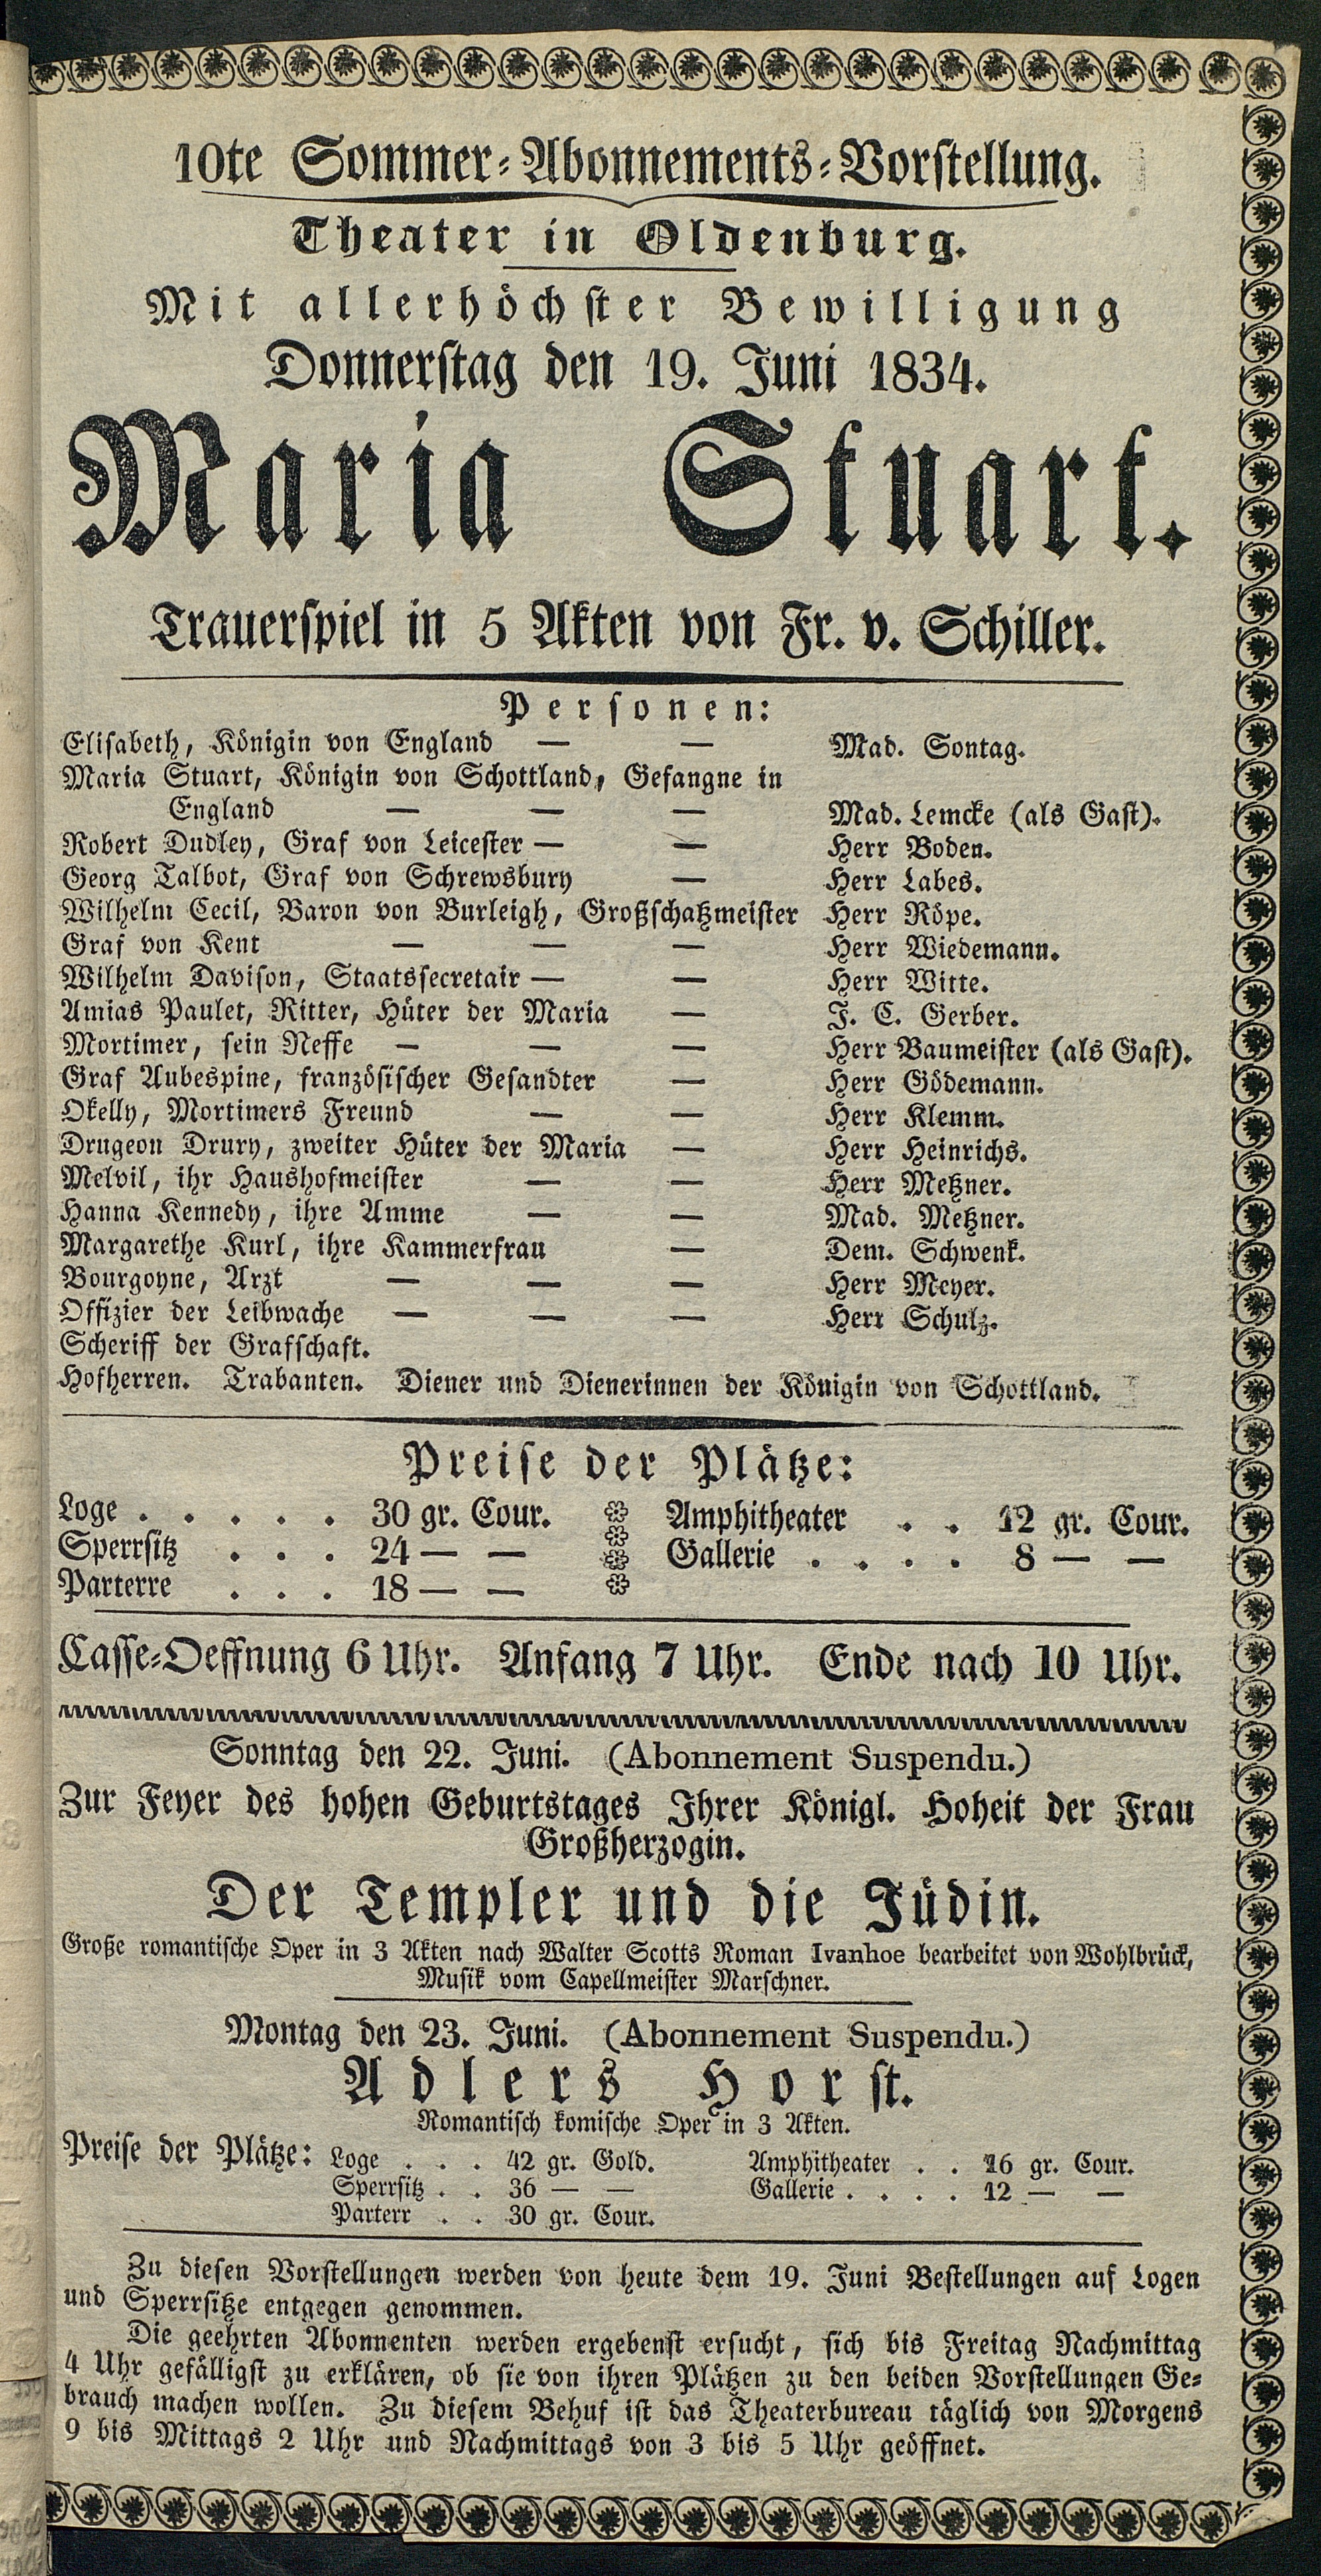 10te Sommer-Abonnements-Vorstellung.
Theater in Oldenburg.
Mit allerhöchster Bewilligung
Donnerstag den 19. Juni 1834.
Maria Stuart.
Trauerspiel in 5 Akten von Fr. v. Schiller.
Personen:
Elisabeth, Königin von England — — Mad. Sontag.
Maria Stuart, Königin von Schottland, Gefangne in
England — — — Mad. Lemcke (als Gast).
Robert Dudley, Graf von Leicester — — Herr Boden.
Georg Talbot, Graf von Schrewsbury — Herr Labes.
Wilhelm Cecil, Baron von Burleigh, Großschatzmeister Herr Röpe.
Graf von Kent — — — Herr Wiedemann.
Wilhelm Davison, Staatssecretair — — Herr Witte.
Amias Paulet, Ritter, Hüter der Maria — J. C. Gerber.
Mortimer, sein Neffe — — — Herr Baumeister (als Gast).
Graf Aubespine, französischer Gesandter — Herr Gödemann.
Okelly, Mortimers Freund — — Herr Klemm.
Drugeon Drury, zweiter Hüter der Maria — Herr Heinrichs.
Melvil, ihr Haushofmeister — — Herr Metzner.
Hanna Kennedy, ihre Amme — — Mad. Metzner.
Margarethe Kurl, ihre Kammerfrau — Dem. Schwenk.
Bourgoyne, Arzt — — — Herr Meyer.
Offizier der Leibwache — — — Herr Schulz.
Scheriff der Grafschaft.
Hofherren. Trabanten. Diener und Dienerinnen der Königin von Schottland.
Preise der Plätze:
Loge . . . . . 30 gr. Cour. Amphitheater . . 12 gr. Cour.
Sperrsitz . . . 24 — — Gallerie . . . . 8 — —
Parterre . . . 18 — —
Casse-Oeffnung 6 Uhr. Anfang 7 Uhr. Ende nach 10 Uhr.
Sonntag den 22. Juni. (Abonnement Suspendu.)
Zur Feyer des hohen Geburtstages Ihrer Königl. Hoheit der Frau
Großherzogin.
Der Templer und die Jüdin.
Große romantische Oper in 3 Akten nach Walter Scotts Roman Ivanhoe bearbeitet von Wohlbrück,
Musik vom Capellmeister Marschner.
Montag den 23. Juni. (Abonnement Suspendu.)
Adlers Horst.
Romantisch komische Oper in 3 Akten.
Preise der Plätze: Loge . . . 42 gr. Gold. Amphitheater . . 16 gr. Cour.
Sperrsitz . . 36 — — Gallerie . . . . 12 — —
Parterr . . 30 gr. Cour.
Zu diesen Vorstellungen werden von heute dem 19. Juni Bestellungen auf Logen
und Sperrsitze entgegen genommen.
Die geehrten Abonnenten werden ergebenst ersucht, sich bis Freitag Nachmittag
4 Uhr gefälligst zu erklären, ob sie von ihren Plätzen zu den beiden Vorstellungen Ge-
brauch machen wollen. Zu diesem Behuf ist das Theaterbureau täglich von Morgens
9 bis Mittags 2 Uhr und Nachmittags von 3 bis 5 Uhr geöffnet.